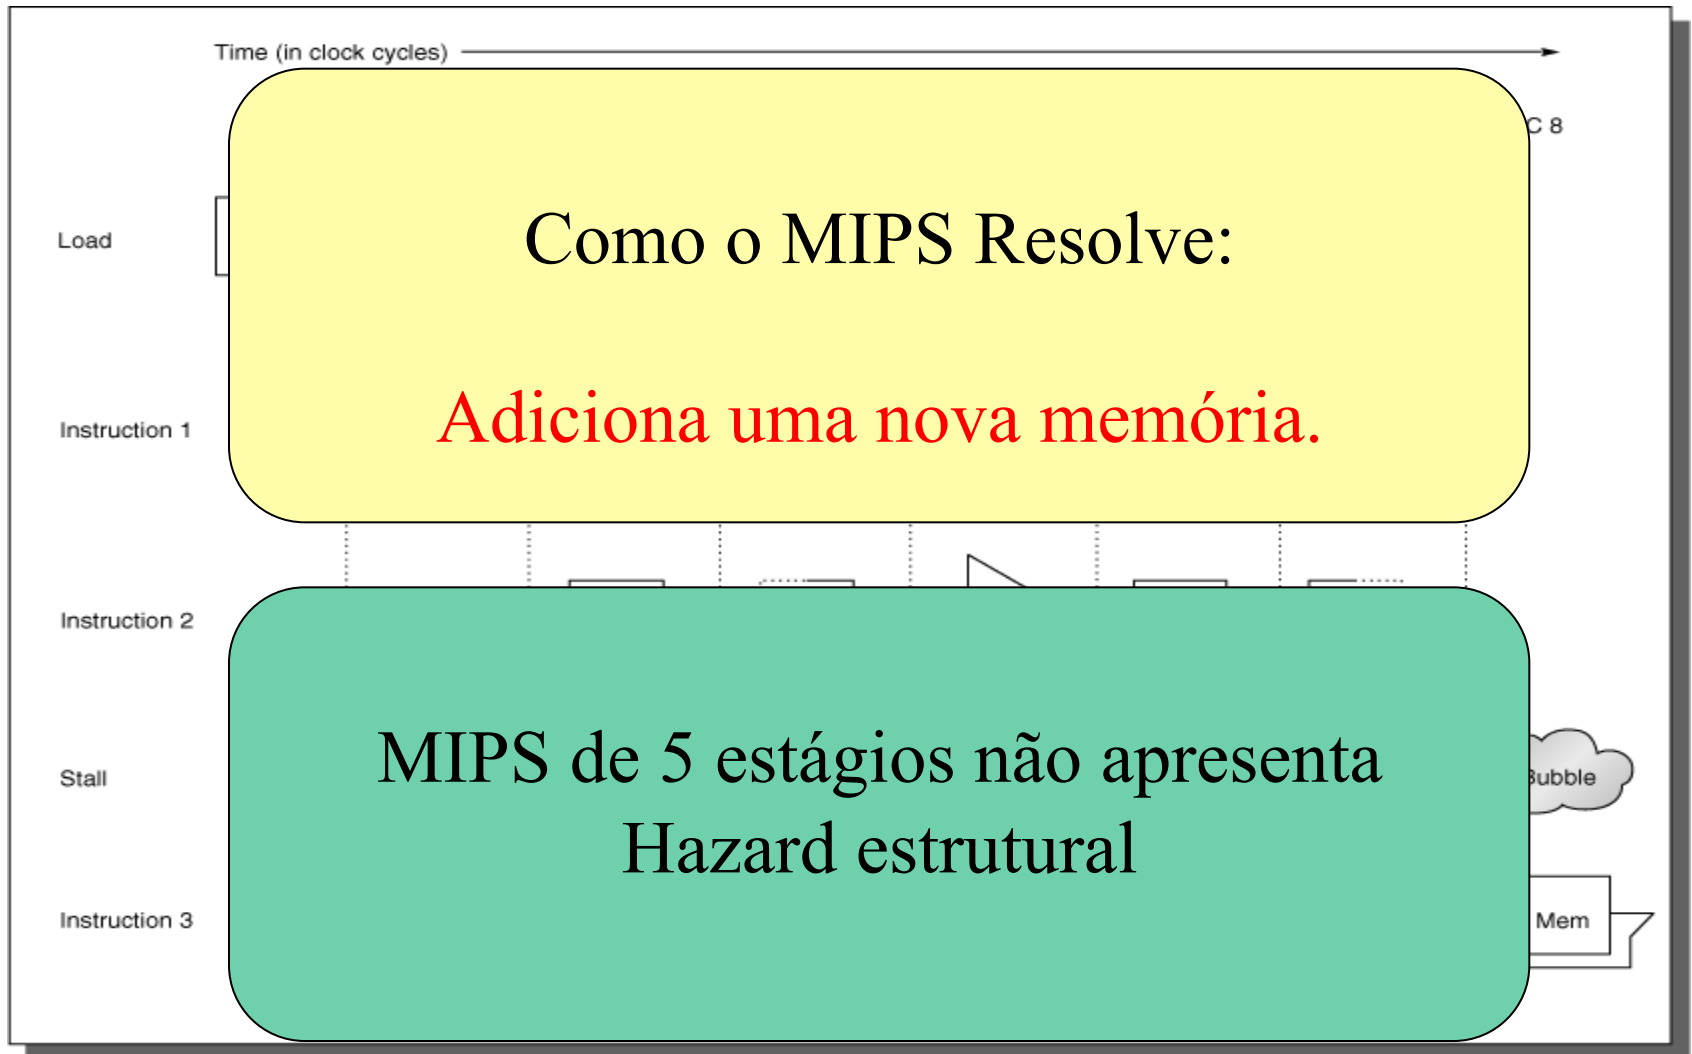 Time (in clock cycles)
C 8
Como o MIPS Resolve:
Load
Adiciona uma nova memória.
Instruction 1
Instruction 2
MIPS de 5 estágios não apresenta
Stall
Bubble
Hazard estrutural
Instruction 3
Mem